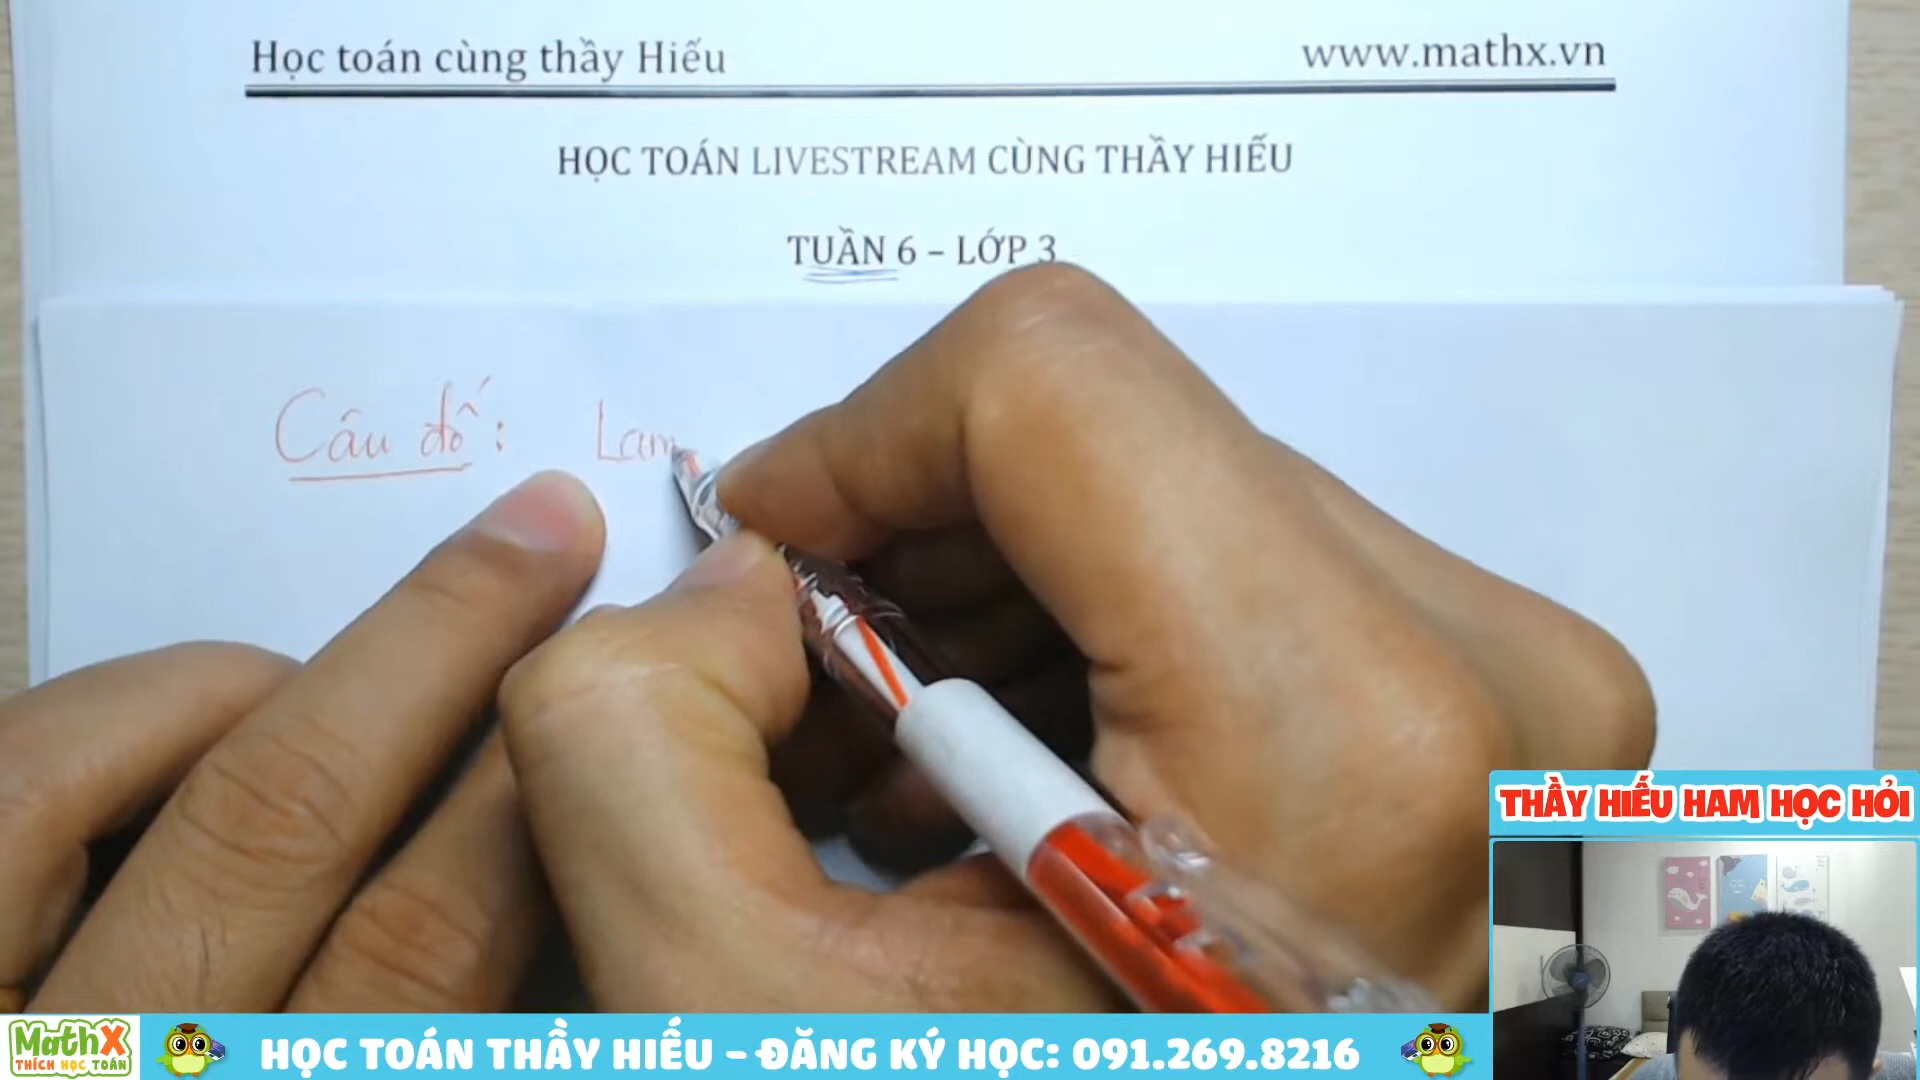 Học toán cùng thầy Hiếu
www.mathx.vn
HỌC TOÁN LIVESTREAM CÙNG THẦY HIẾU
TUẦN 6 – LỚP 3
Câu đố: Lam
THẦY HIẾU HAM HỌC HỎI
MathX
THÍCH HỌC TOÁN
HỌC TOÁN THẦY HIẾU - ĐĂNG KÝ HỌC: 091.269.8216